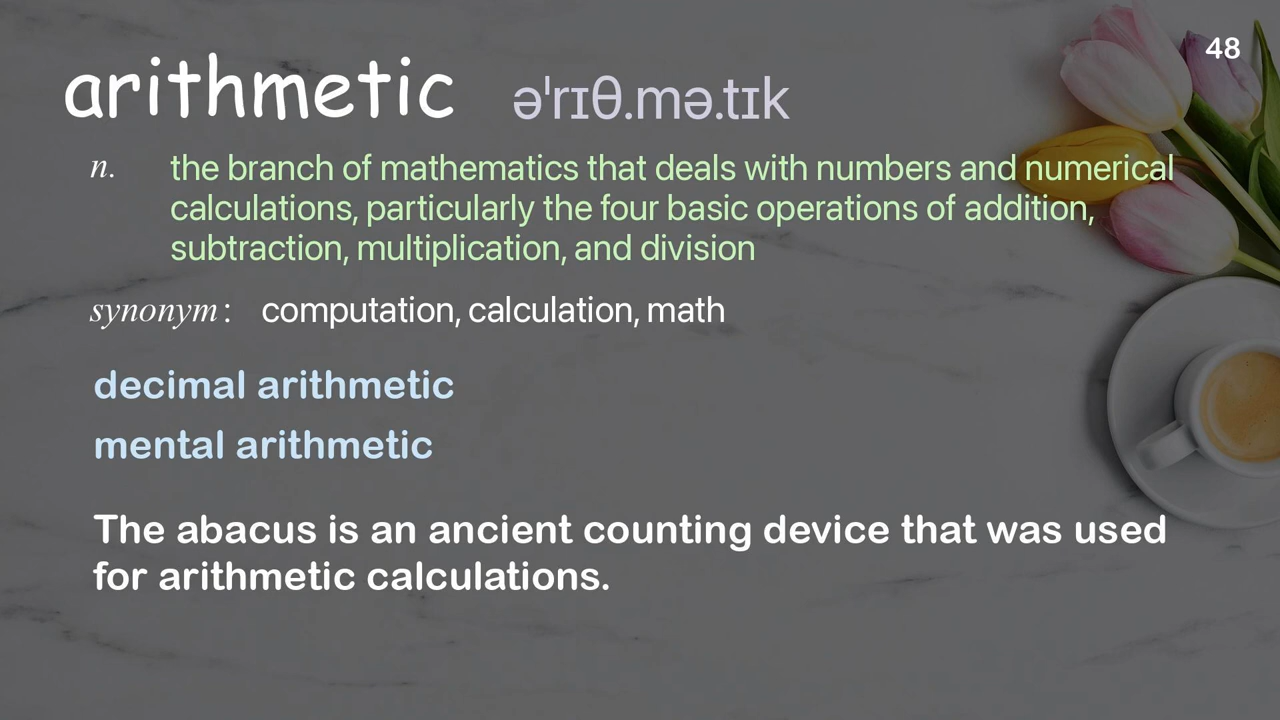 48
arithmetic əˈrɪθ.mə.tɪk
n. the branch of mathematics that deals with numbers and numerical
calculations, particularly the four basic operations of addition,
subtraction, multiplication, and division
synonym: computation, calculation, math
decimal arithmetic
mental arithmetic
The abacus is an ancient counting device that was used
for arithmetic calculations.